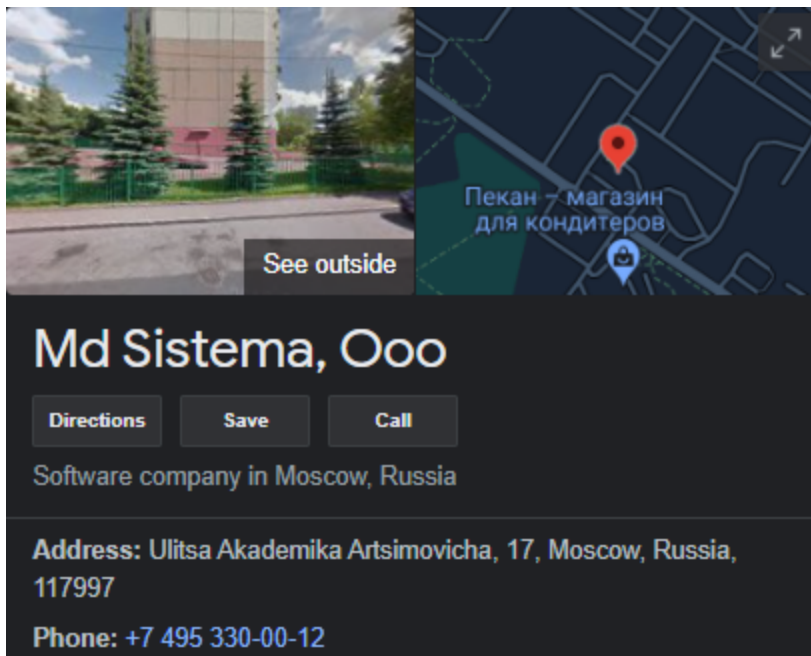 See outside
Пекан – магазин
для кондитеров
Md Sistema, Ooo
Directions
Save
Call
Software company in Moscow, Russia
Address: Ulitsa Akademika Artsimovicha, 17, Moscow, Russia,
117997
Phone: +7 495 330-00-12